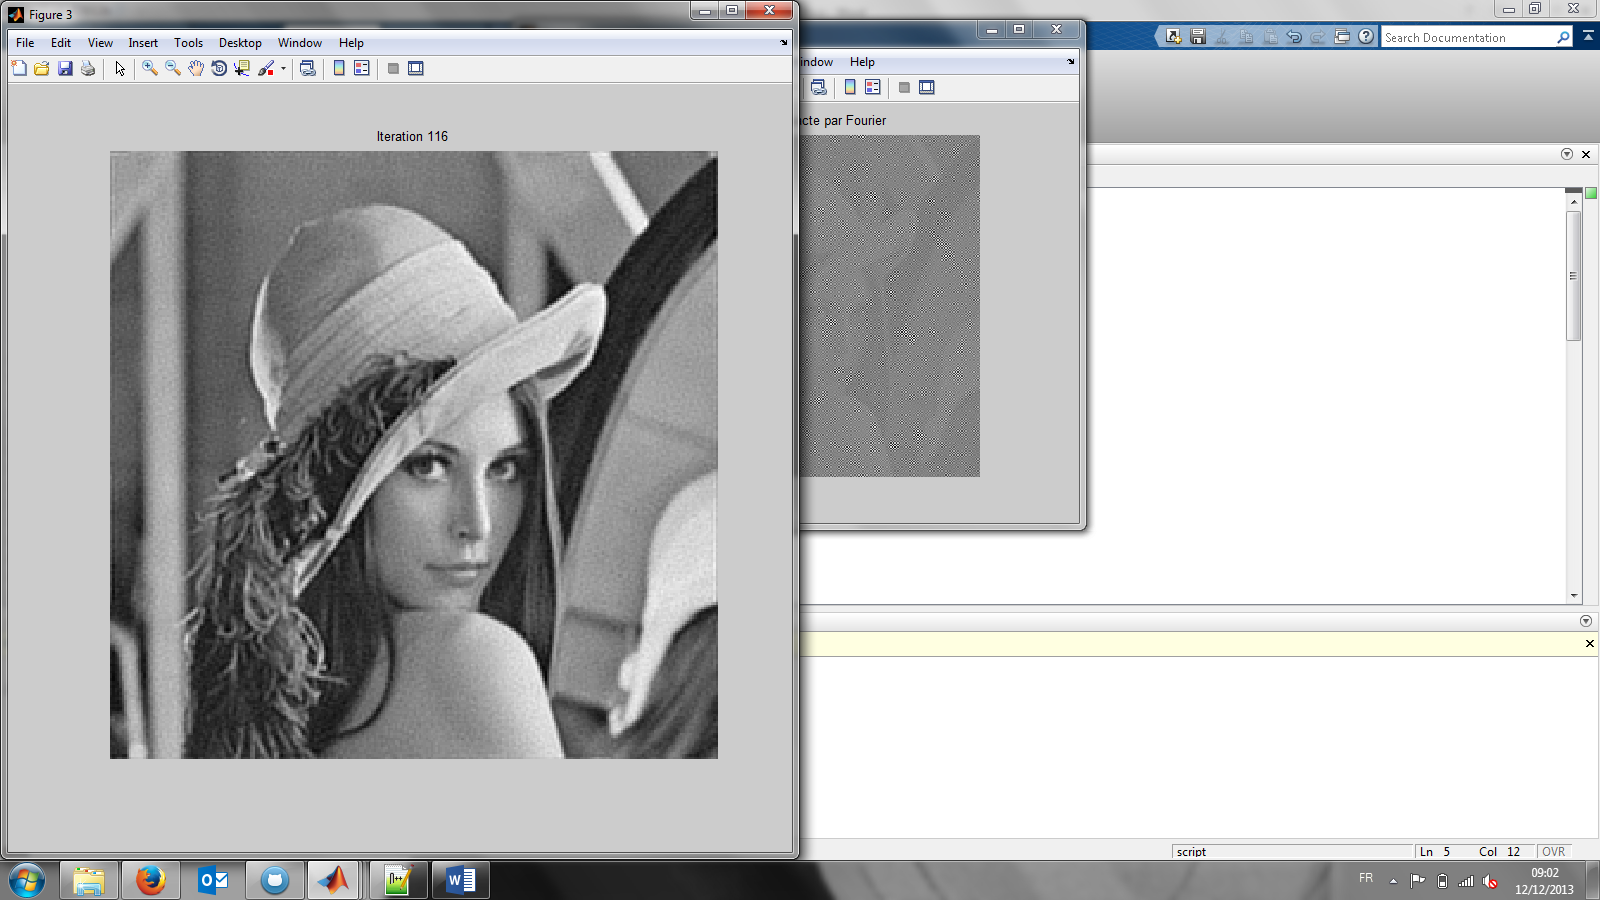 Figure 3
File Edit View Insert Tools Desktop Window Help
Iteration 116
indow Help
cte par Fourier
Search Documentation
script
Ln 5 Col 12 OVR
FR
09:02
12/12/2013